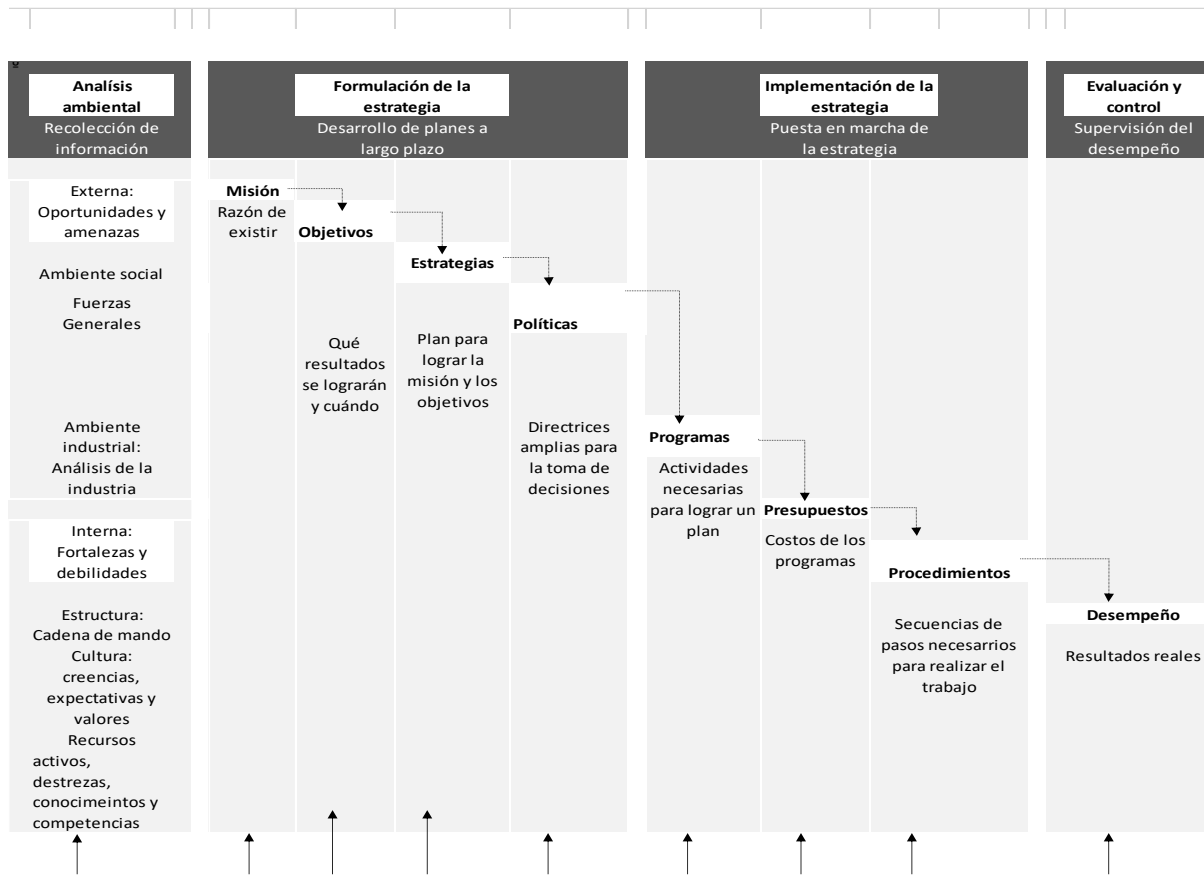 Analísis
ambiental
Recolección de
información
Externa:
Oportunidades y
amenazas
Ambiente social
Fuerzas
Generales
Ambiente
industrial:
Análisis de la
industria
Interna:
Fortalezas y
debilidades
Estructura:
Cadena de mando
Cultura:
creencias,
expectativas y
valores
Recursos
activos,
destrezas,
conocimeintos y
competencias
Formulación de la
estrategia
Desarrollo de planes a
largo plazo
Misión
Razón de
existir
Objetivos
Qué
resultados
se lograrán
y cuándo
Estrategias
Plan para
lograr la
misión y los
objetivos
Políticas
Directrices
amplias para
la toma de
decisiones
Implementación de la
estrategia
Puesta en marcha de
la estrategia
Programas
Actividades
necesarias
para lograr un
plan
Presupuestos
Costos de los
programas
Procedimientos
Secuencias de
pasos necesarrios
para realizar el
trabajo
Evaluación y
control
Supervisión del
desempeño
Desempeño
Resultados reales